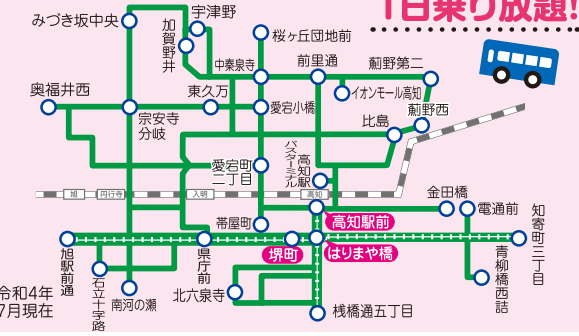 1日乗り放題!
みづき坂中央
加賀野井
宇津野
桜ヶ丘団地前
中秦泉寺
前里通
薊野第二
イオンモール高知
薊野西
奥福井西
東久万
宗安寺
分岐
愛宕小橋
比島
愛宕町
二丁目
高知駅
バスターミナル
旭
円行寺
入明
高知
帯屋町
金田橋
電通前
知寄町三丁目
高知駅前
はりまや橋
堺町
旭駅前通
石立十字路
県庁前
南河の瀬
北六泉寺
青柳橋西詰
桟橋通五丁目
令和4年
7月現在